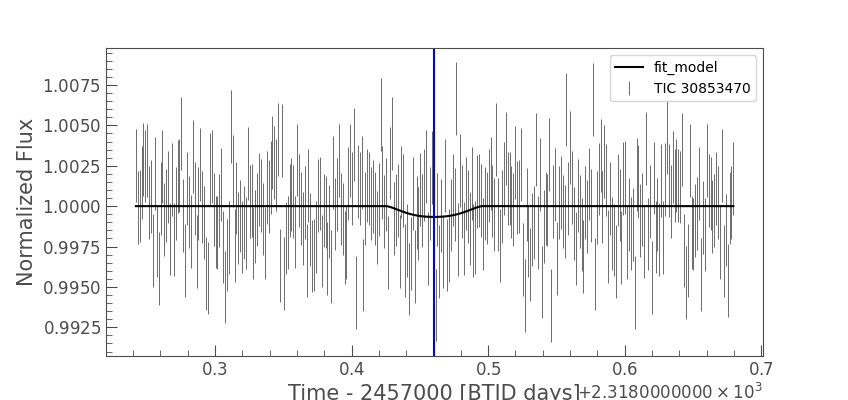 fit_model
TIC 30853470
1.0075
1.0050
1.0025
1.0000
0.9975
0.9950
0.9925
Normalized Flux
0.3 0.4 0.5 0.6 0.7
Time - 2457000 [BTJD days]
+2.3180000000 × 10³